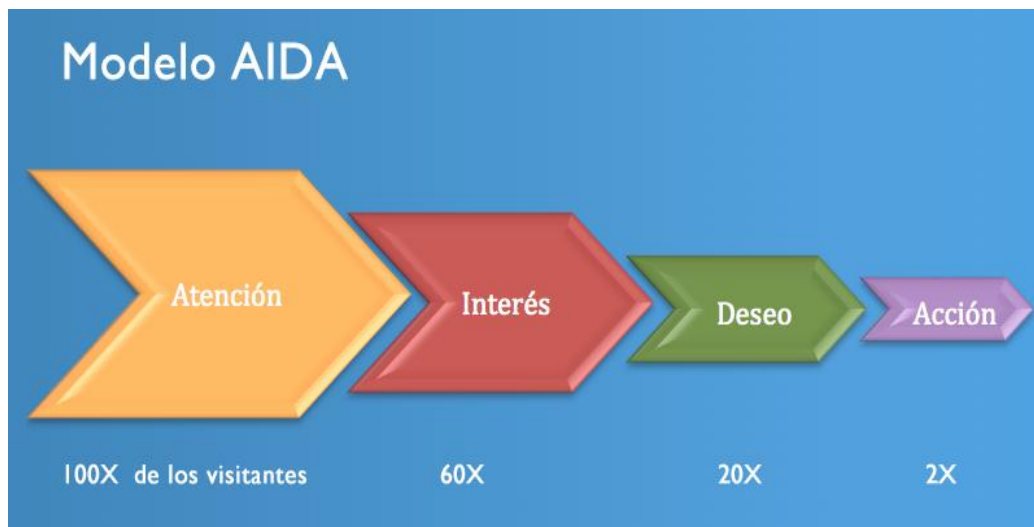 Modelo AIDA
Atención
Interés
Deseo
Acción
100X de los visitantes
60X
20X
2X